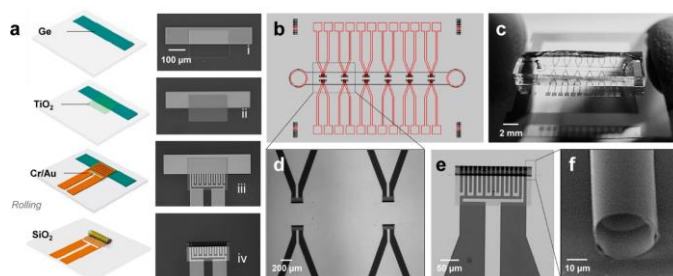 a
Ge
TiO2
Cr/Au
Rolling
SiO2
100 μm
i
ii
iii
iv
b
c
2 mm
d
200 μm
e
50 μm
f
10 μm